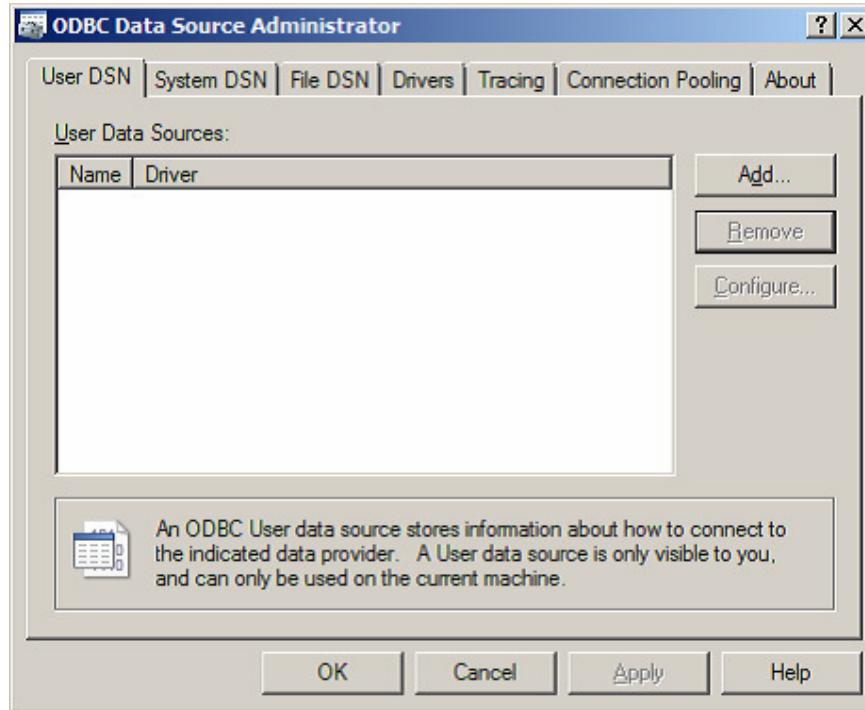 ODBC Data Source Administrator
User DSN System DSN File DSN Drivers Tracing Connection Pooling About
User Data Sources:
Name Driver
Add...
Remove
Configure...
An ODBC User data source stores information about how to connect to
the indicated data provider. A User data source is only visible to you,
and can only be used on the current machine.
OK Cancel Apply Help